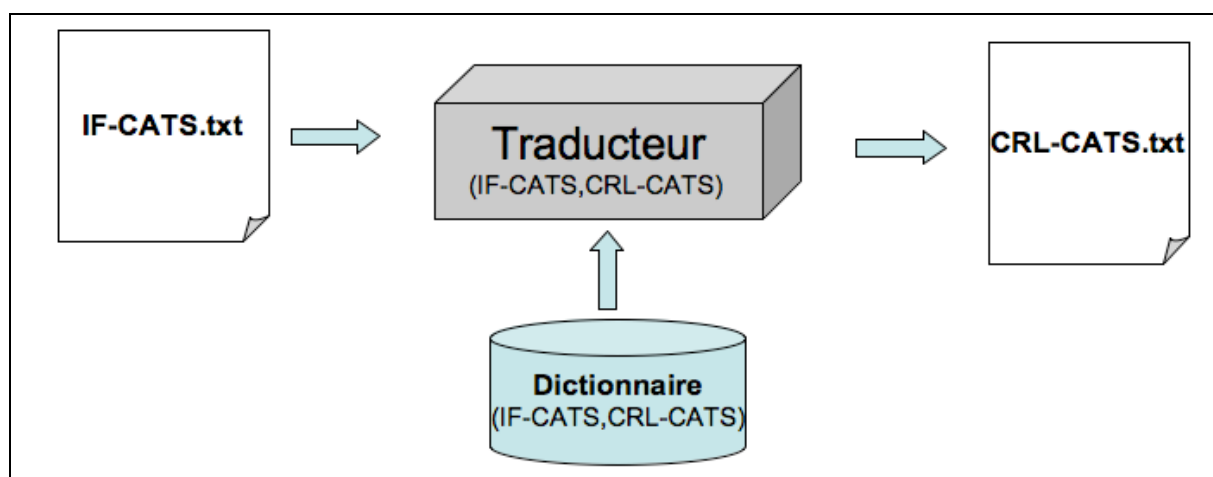 IF-CATS.txt
Traducteur
(IF-CATS,CRL-CATS)
CRL-CATS.txt
Dictionnaire
(IF-CATS,CRL-CATS)